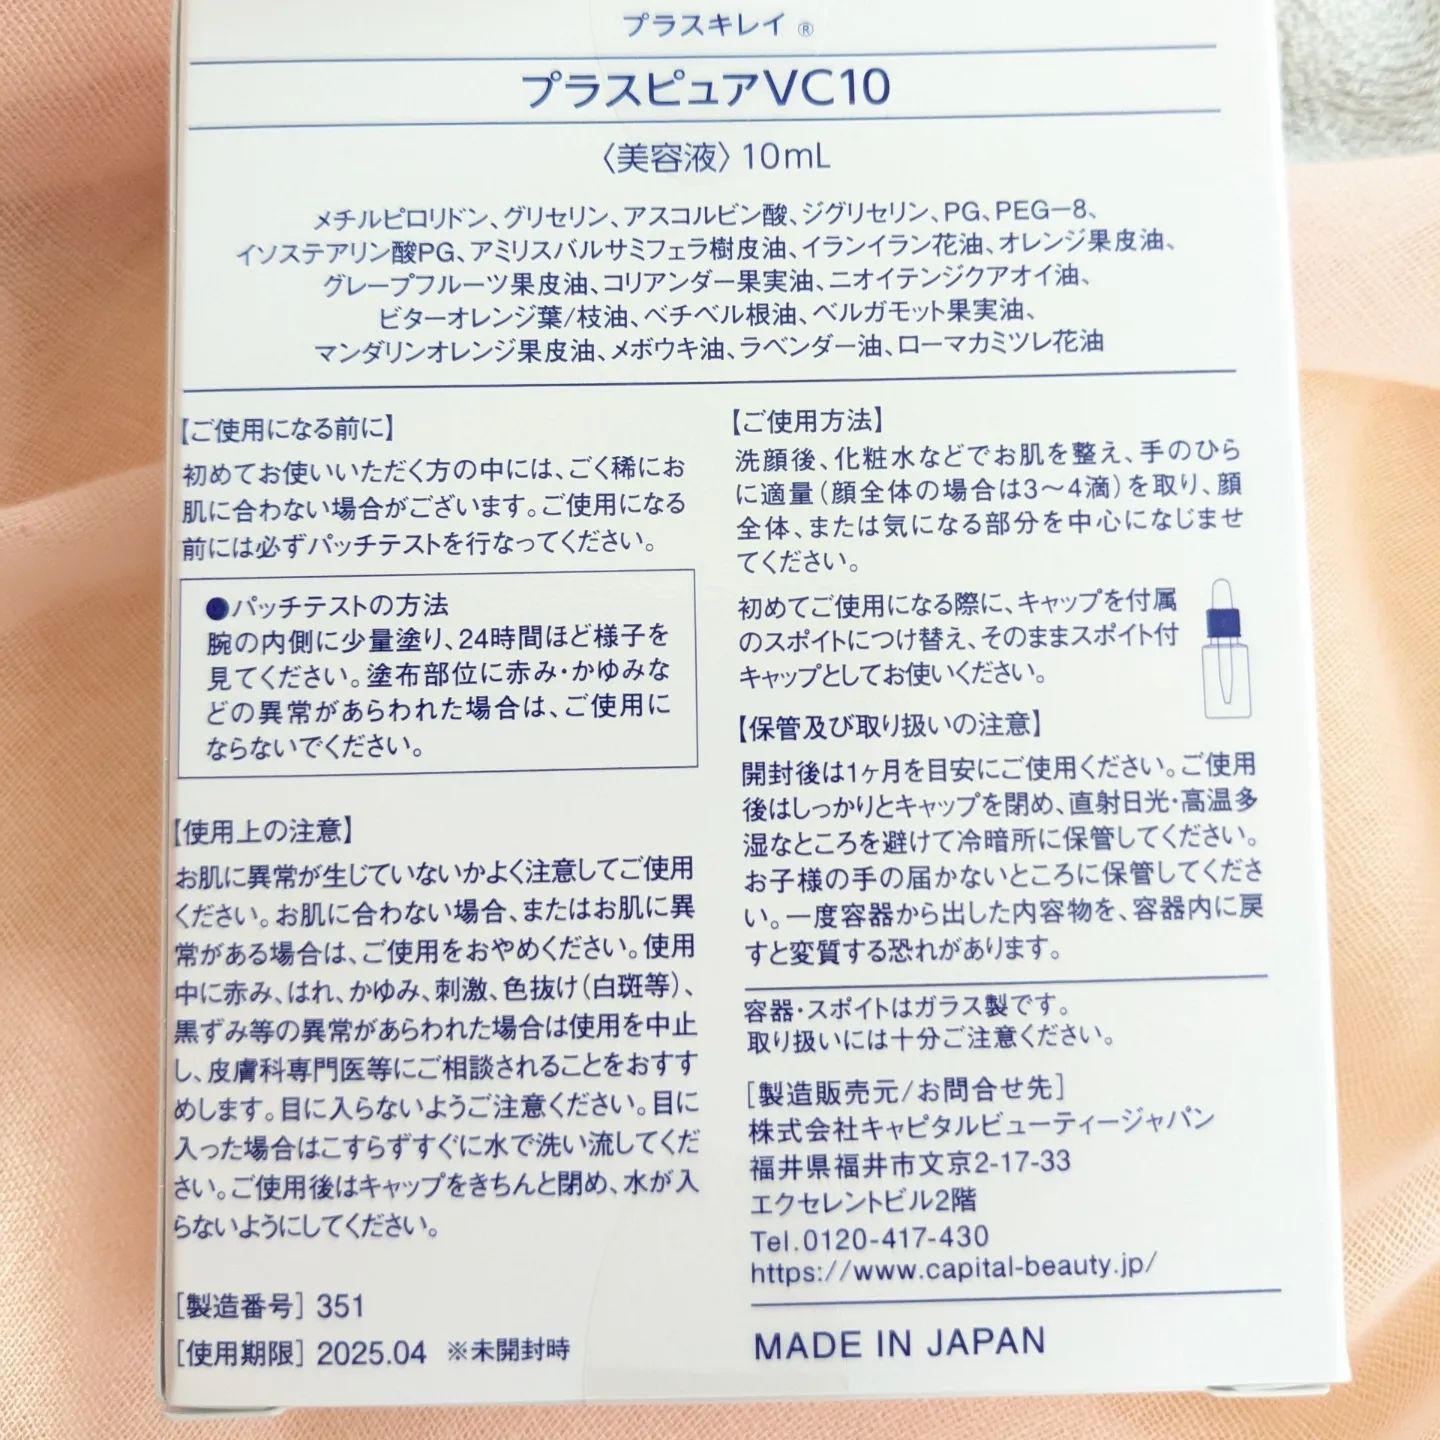 プラスキレイ®
プラスピュアVC10
〈美容液〉10mL
メチルピロリドン、グリセリン、アスコルビン酸、ジグリセリン、PG、PEG－8、
イソステアリン酸PG、アミリスバルサミフェラ樹皮油、イランイラン花油、オレンジ果皮油、
グレープフルーツ果皮油、コリアンダー果実油、ニオイテンジクアオイ油、
ビターオレンジ葉/枝油、ベチベル根油、ベルガモット果実油、
マンダリンオレンジ果皮油、メボウキ油、ラベンダー油、ローマカミツレ花油
【ご使用になる前に】
初めてお使いいただく方の中には、ごく稀にお
肌に合わない場合がございます。ご使用になる
前には必ずパッチテストを行なってください。
●パッチテストの方法
腕の内側に少量塗り、24時間ほど様子を
見てください。塗布部位に赤み・かゆみな
どの異常があらわれた場合は、ご使用に
ならないでください。
【使用上の注意】
お肌に異常が生じていないかよく注意してご使用
ください。お肌に合わない場合、またはお肌に異
常がある場合は、ご使用をおやめください。使用
中に赤み、はれ、かゆみ、刺激、色抜け（白斑等）、
黒ずみ等の異常があらわれた場合は使用を中止
し、皮膚科専門医等にご相談されることをおすす
めします。目に入らないようご注意ください。目に
入った場合はこすらずすぐに水で洗い流してくだ
さい。ご使用後はキャップをきちんと閉め、水が入
らないようにしてください。
［製造番号］351
［使用期限］2025.04 ※未開封時
【ご使用方法】
洗顔後、化粧水などでお肌を整え、手のひら
に適量（顔全体の場合は3～4滴）を取り、顔
全体、または気になる部分を中心になじませ
てください。
初めてご使用になる際に、キャップを付属
のスポイトにつけ替え、そのままスポイト付
キャップとしてお使いください。
【保管及び取り扱いの注意】
開封後は1ヶ月を目安にご使用ください。ご使用
後はしっかりとキャップを閉め、直射日光・高温多
湿なところを避けて冷暗所に保管してください。
お子様の手の届かないところに保管してくださ
い。一度容器から出した内容物を、容器内に戻
すと変質する恐れがあります。
容器・スポイトはガラス製です。
取り扱いには十分ご注意ください。
［製造販売元/お問合せ先］
株式会社キャピタルビューティージャパン
福井県福井市文京2-17-33
エクセレントビル2階
Tel.0120-417-430
https://www.capital-beauty.jp/
MADE IN JAPAN